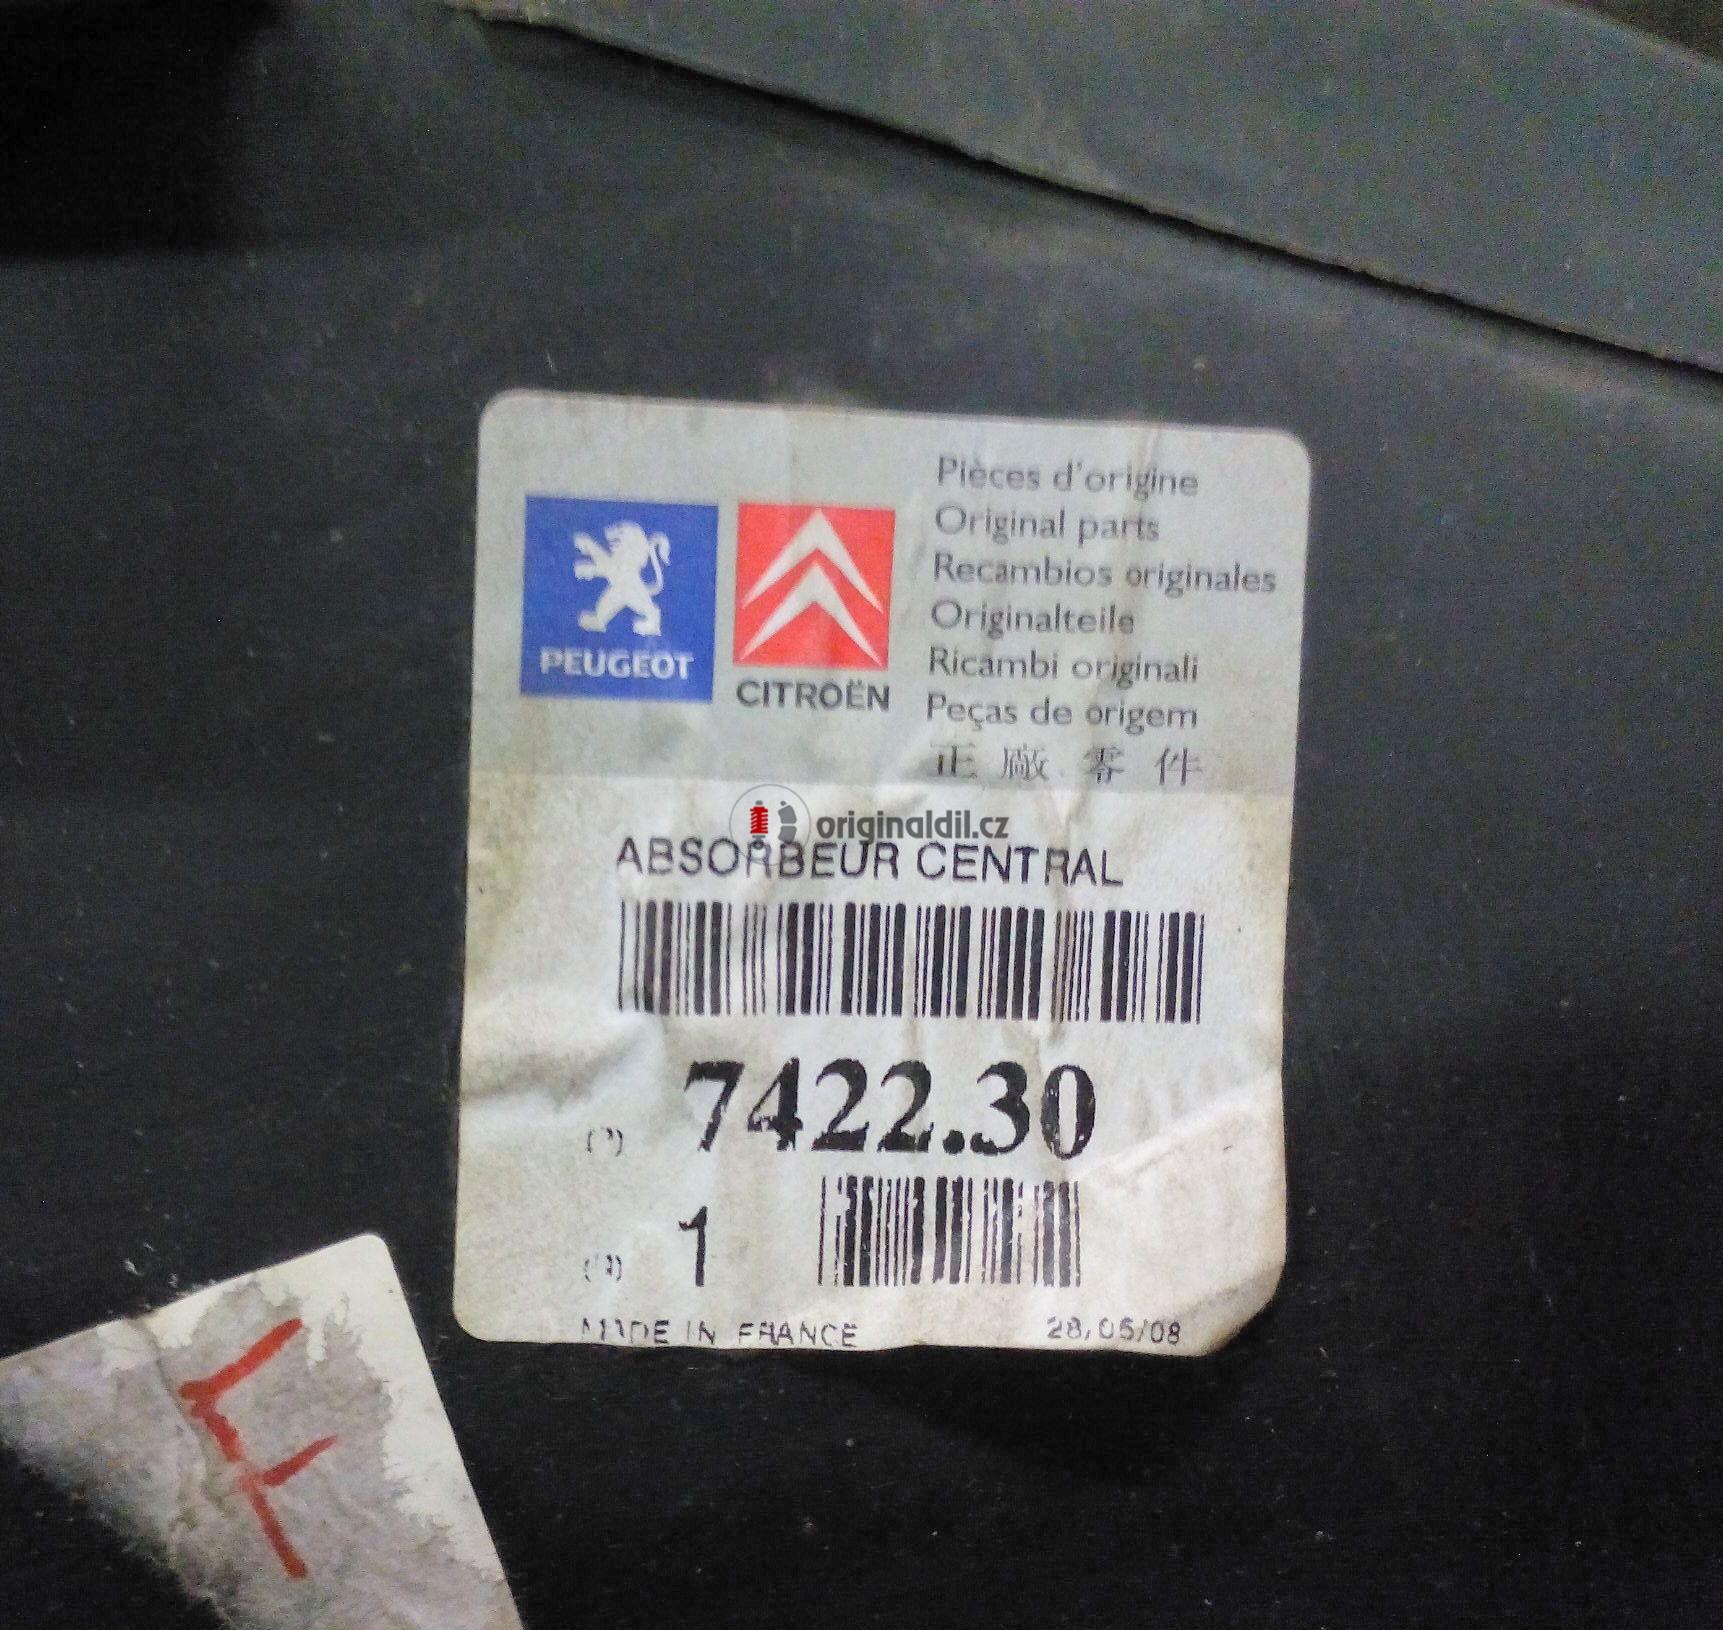 Pièces d'origine
Original parts
Recambios originales
Originalteile
Ricambi originali
Peças de origem
正廠零件
PEUGEOT
CITROËN
originaldil.cz
ABSORBEUR CENTRAL
7422.30
1
MADE IN FRANCE 28/05/08
F